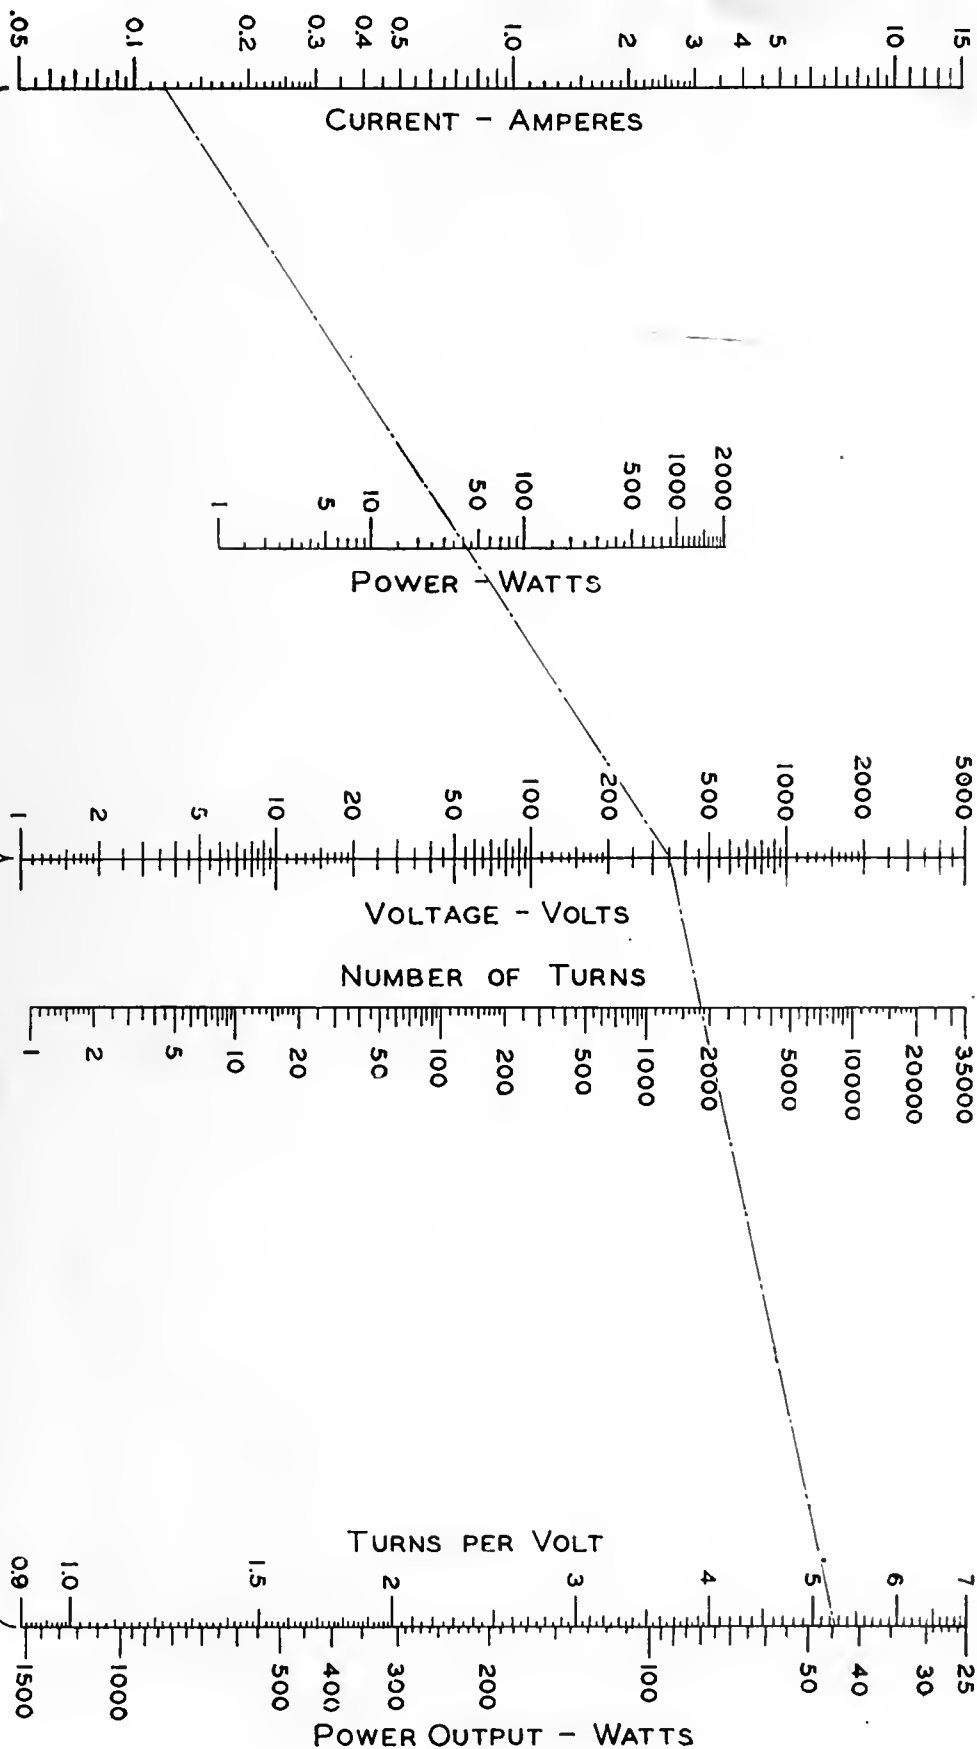 .05 0.1 0.2 0.3 0.4 0.5 1.0 2 3 4 5 10 15
CURRENT - AMPERES
1 5 10 50 100 500 1000 2000
POWER - WATTS
1 2 5 10 20 50 100 200 500 1000 2000 5000
VOLTAGE - VOLTS
NUMBER OF TURNS
1 2 5 10 20 50 100 200 500 1000 2000 5000 10000 20000 35000
TURNS PER VOLT
0.9 1.0 1.5 2 3 4 5 6 7
1500 1000 500 400 300 200 100 50 40 30 25
POWER OUTPUT - WATTS